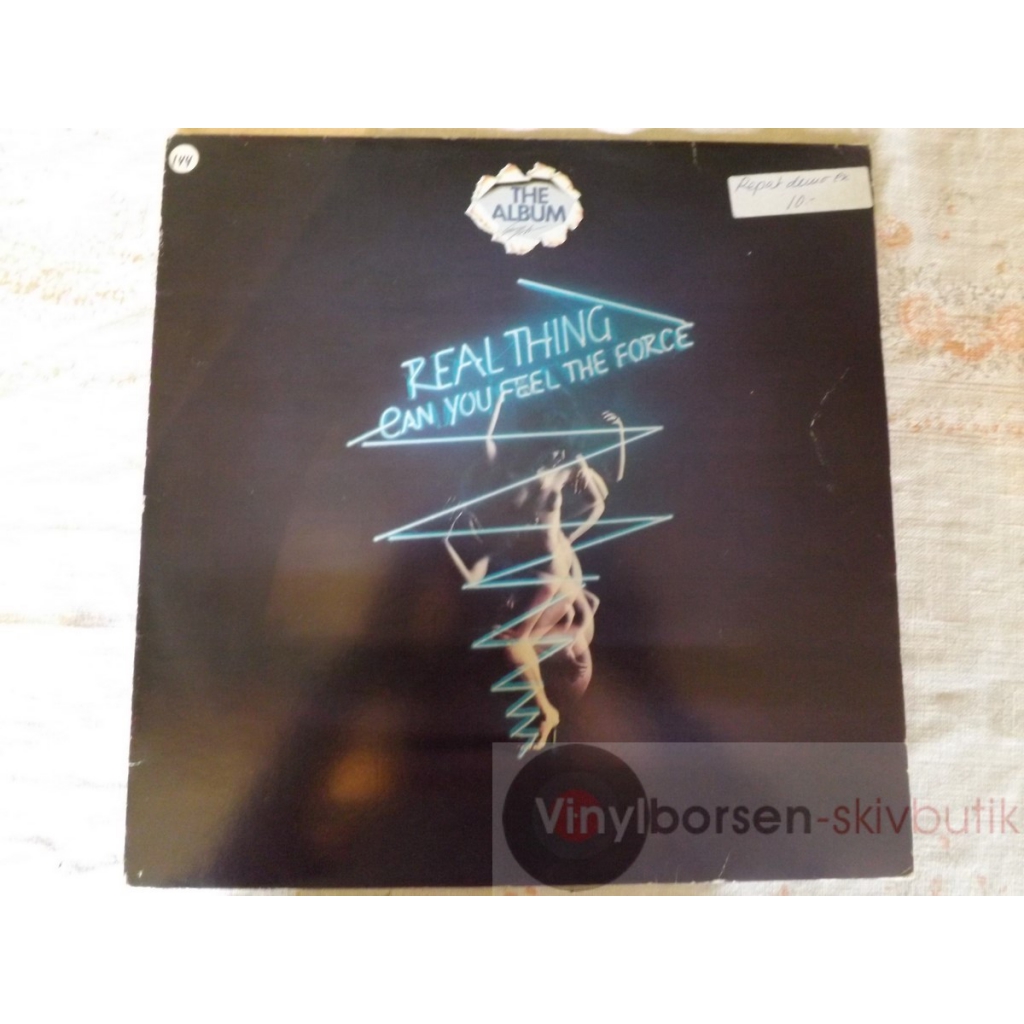 144
THE
ALBUM
10.-
REAL THING
CAN YOU FEEL THE FORCE
Vinylborsen-skivbutik